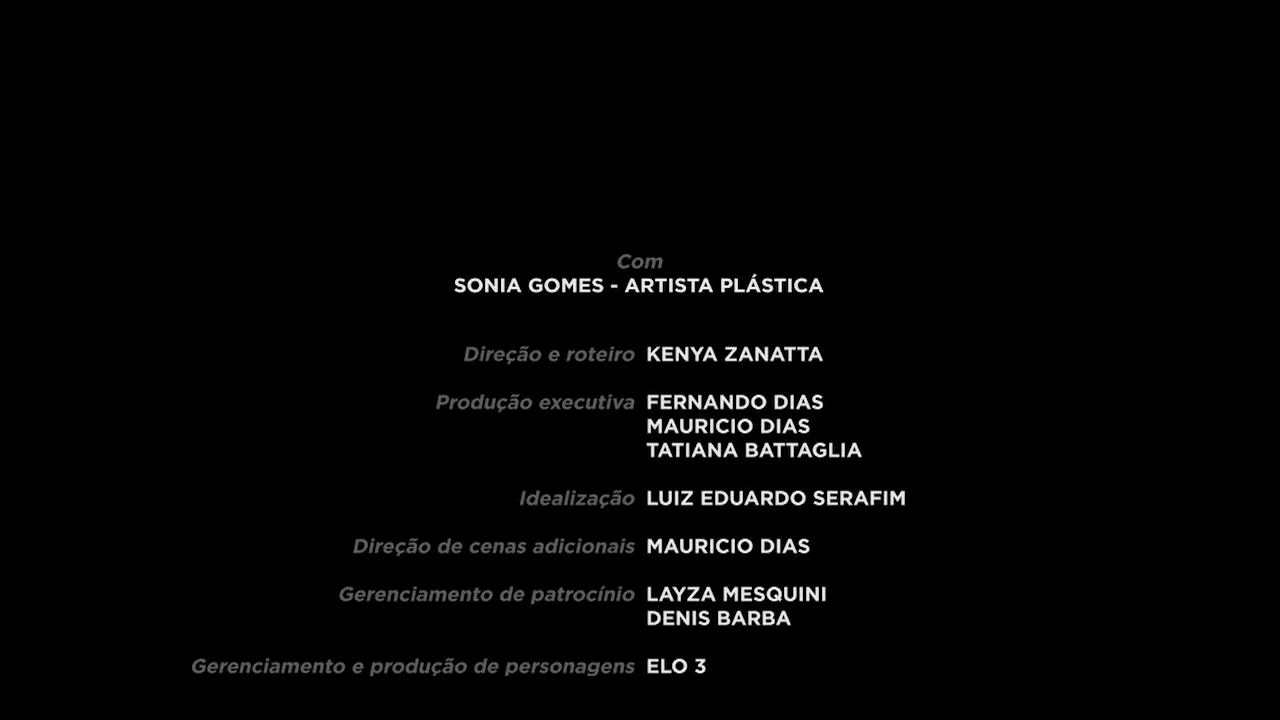 Com
SONIA GOMES - ARTISTA PLÁSTICA
Direção e roteiro KENYA ZANATTA
Produção executiva FERNANDO DIAS
MAURICIO DIAS
TATIANA BATTAGLIA
Idealização LUIZ EDUARDO SERAFIM
Direção de cenas adicionais MAURICIO DIAS
Gerenciamento de patrocínio LAYZA MESQUINI
DENIS BARBA
Gerenciamento e produção de personagens ELO 3